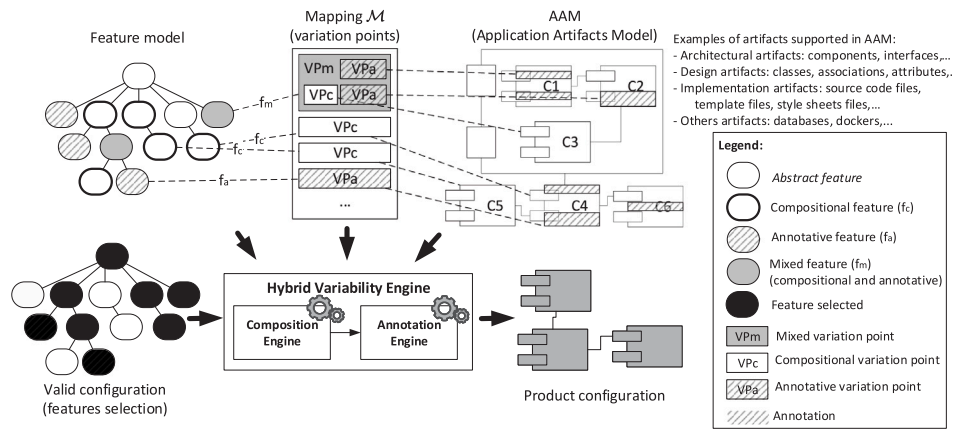 Feature model
Mapping M
(variation points)
AAM
(Application Artifacts Model)
Examples of artifacts supported in AAM:
- Architectural artifacts: components, interfaces,...
- Design artifacts: classes, associations, attributes,..
- Implementation artifacts: source code files,
template files, style sheets files,...
- Others artifacts: databases, dockers,...
VPm
VPa
VPc
VPa
VPc
VPc
VPa
...
fm
fc
fc
fa
C1
C2
C3
C5
C4
C6
Legend:
Abstract feature
Compositional feature (fc)
Annotative feature (fa)
Mixed feature (fm)
(compositional and annotative)
Feature selected
VPm
Mixed variation point
VPc
Compositional variation point
VPa
Annotative variation point
Annotation
Hybrid Variability Engine
Composition
Engine
Annotation
Engine
Valid configuration
(features selection)
Product configuration